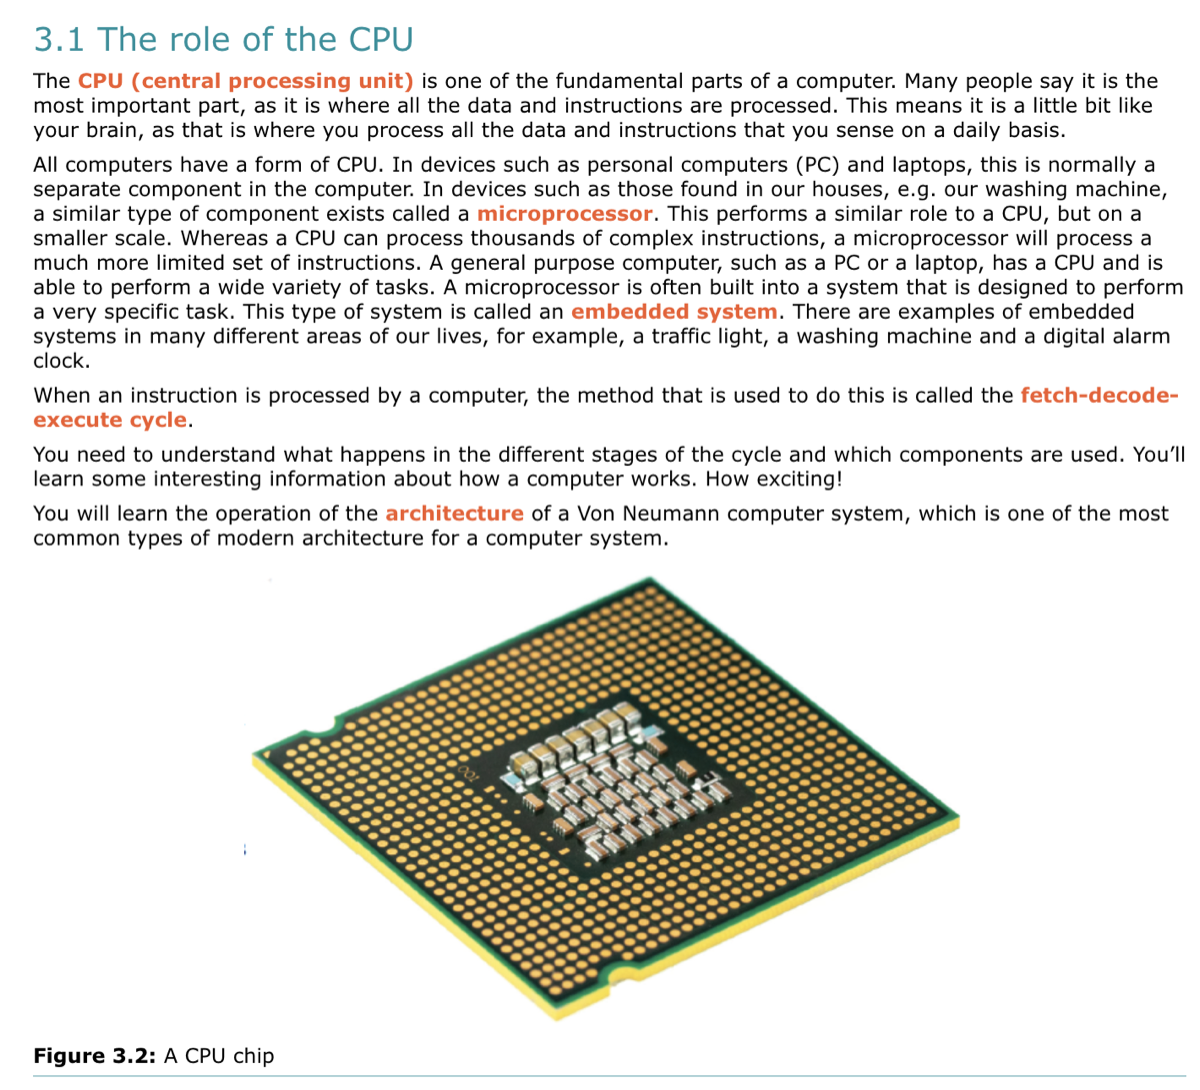 3.1 The role of the CPU
The CPU (central processing unit) is one of the fundamental parts of a computer. Many people say it is the
most important part, as it is where all the data and instructions are processed. This means it is a little bit like
your brain, as that is where you process all the data and instructions that you sense on a daily basis.
All computers have a form of CPU. In devices such as personal computers (PC) and laptops, this is normally a
separate component in the computer. In devices such as those found in our houses, e.g. our washing machine,
a similar type of component exists called a microprocessor. This performs a similar role to a CPU, but on a
smaller scale. Whereas a CPU can process thousands of complex instructions, a microprocessor will process a
much more limited set of instructions. A general purpose computer, such as a PC or a laptop, has a CPU and is
able to perform a wide variety of tasks. A microprocessor is often built into a system that is designed to perform
a very specific task. This type of system is called an embedded system. There are examples of embedded
systems in many different areas of our lives, for example, a traffic light, a washing machine and a digital alarm
clock.
When an instruction is processed by a computer, the method that is used to do this is called the fetch-decode-
execute cycle.
You need to understand what happens in the different stages of the cycle and which components are used. You’ll
learn some interesting information about how a computer works. How exciting!
You will learn the operation of the architecture of a Von Neumann computer system, which is one of the most
common types of modern architecture for a computer system.
Figure 3.2: A CPU chip